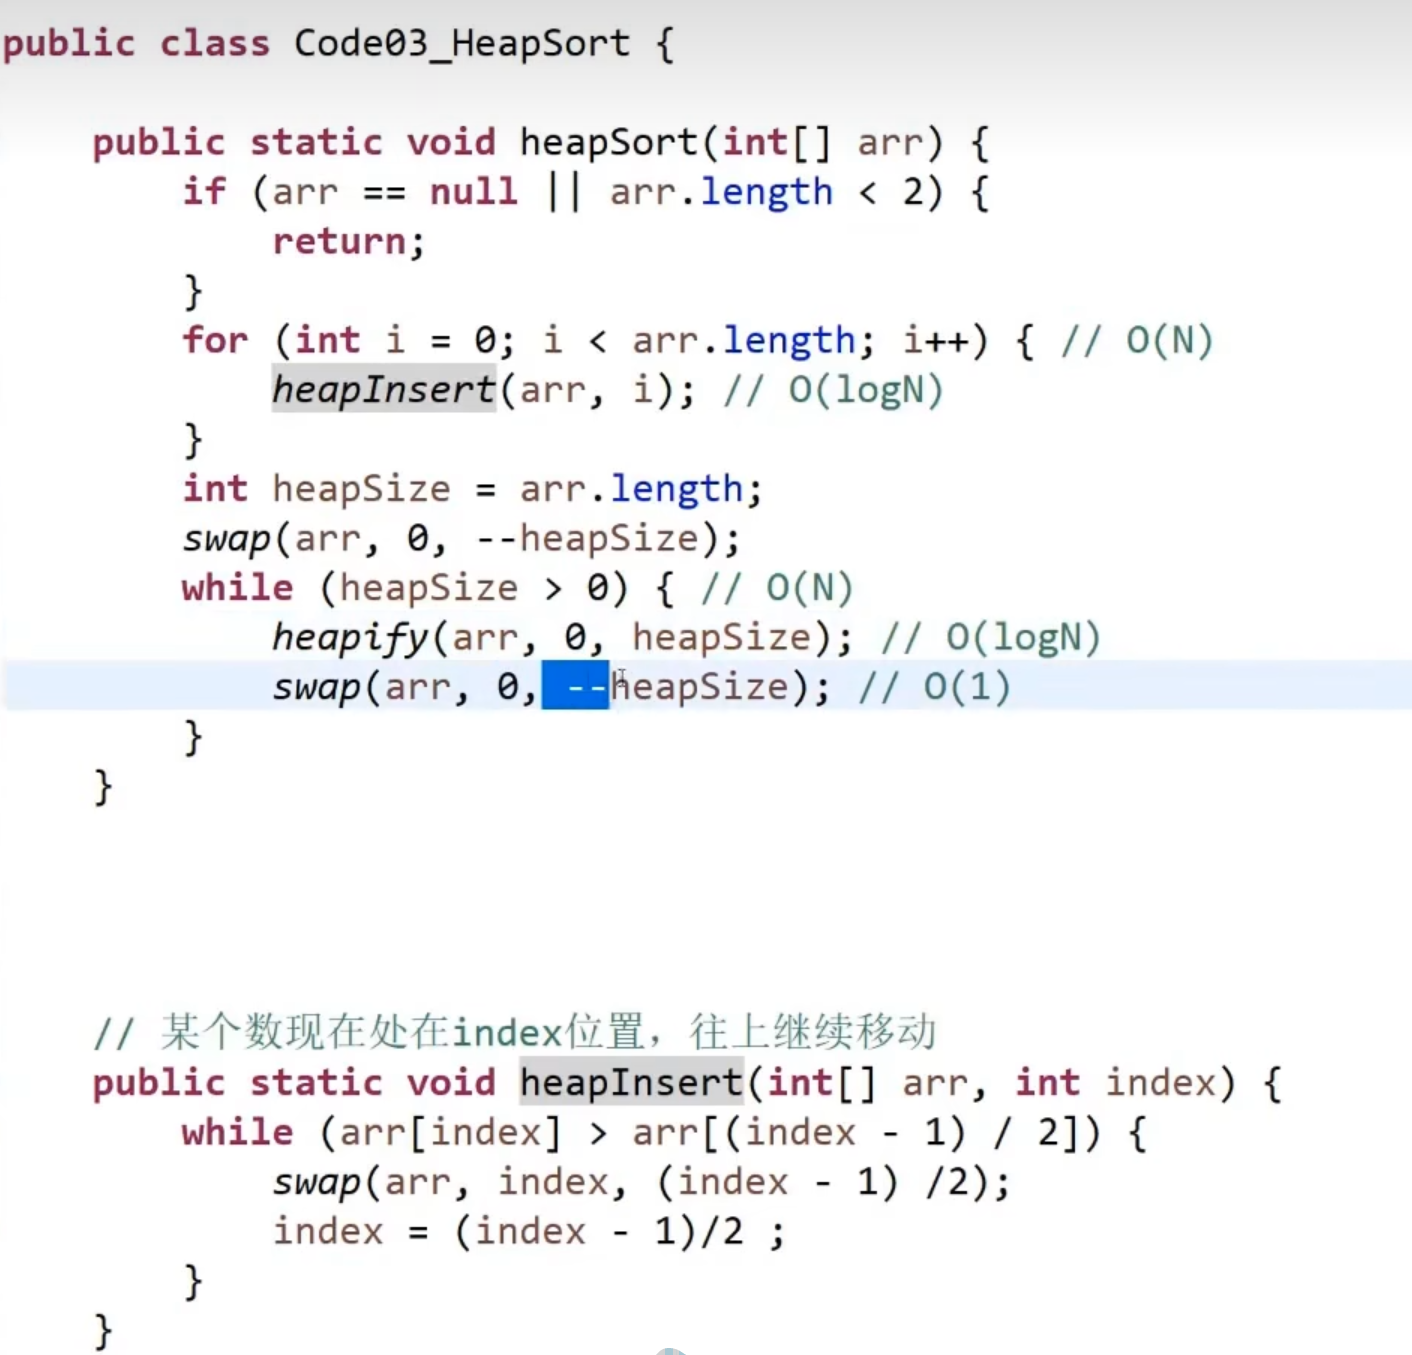 public class Code03_HeapSort {
public static void heapSort(int[] arr) {
if (arr == null || arr.length < 2) {
return;
}
for (int i = 0; i < arr.length; i++) { // O(N)
heapInsert(arr, i); // O(logN)
}
int heapSize = arr.length;
swap(arr, 0, --heapSize);
while (heapSize > 0) { // O(N)
heapify(arr, 0, heapSize); // O(logN)
swap(arr, 0, --heapSize); // O(1)
}
}
// 某个数现在处在index位置，往上继续移动
public static void heapInsert(int[] arr, int index) {
while (arr[index] > arr[(index - 1) / 2]) {
swap(arr, index, (index - 1) /2);
index = (index - 1)/2 ;
}
}